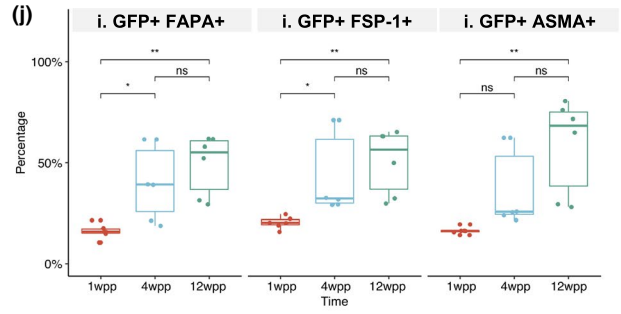 (j)
i. GFP+ FAPA+
i. GFP+ FSP-1+
i. GFP+ ASMA+
Percentage
100%
50%
0%
**
ns
*
**
ns
*
**
ns
ns
1wpp 4wpp 12wpp
1wpp 4wpp 12wpp
1wpp 4wpp 12wpp
Time